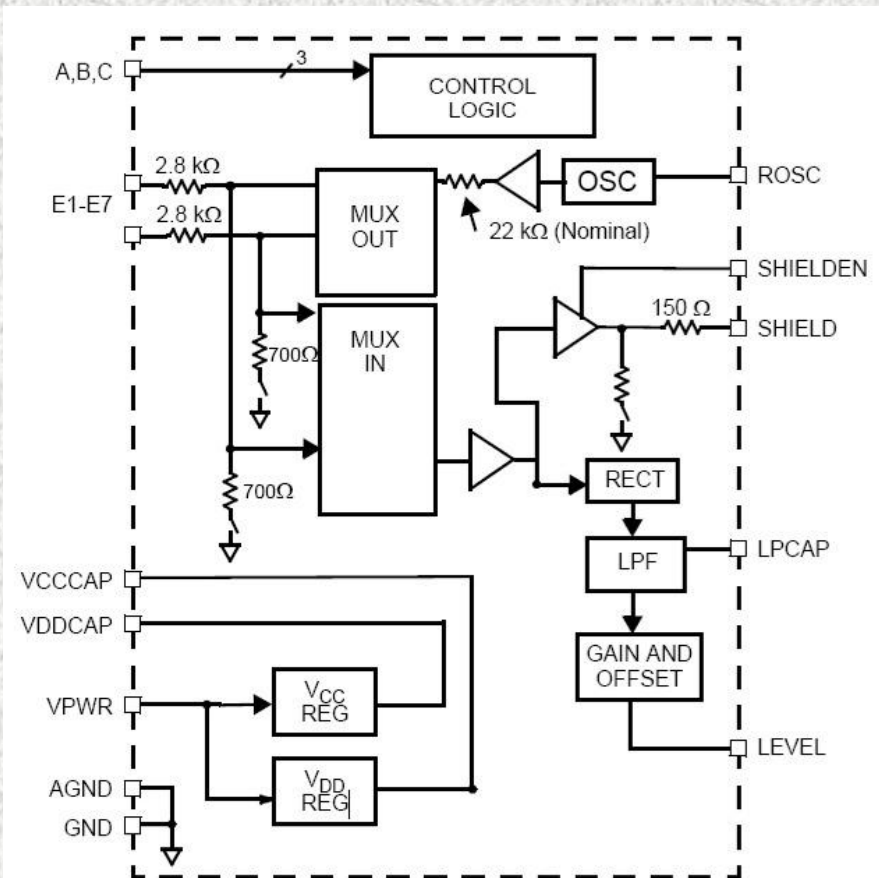 A,B,C
3
CONTROL
LOGIC
2.8 kΩ
E1-E7
2.8 kΩ
MUX
OUT
OSC
ROSC
22 kΩ (Nominal)
SHIELDEN
150 Ω
SHIELD
MUX
IN
700Ω
700Ω
RECT
LPF
LPCAP
GAIN AND
OFFSET
LEVEL
VCCCAP
VDDCAP
VPWR
VCC
REG
VDD
REG
AGND
GND